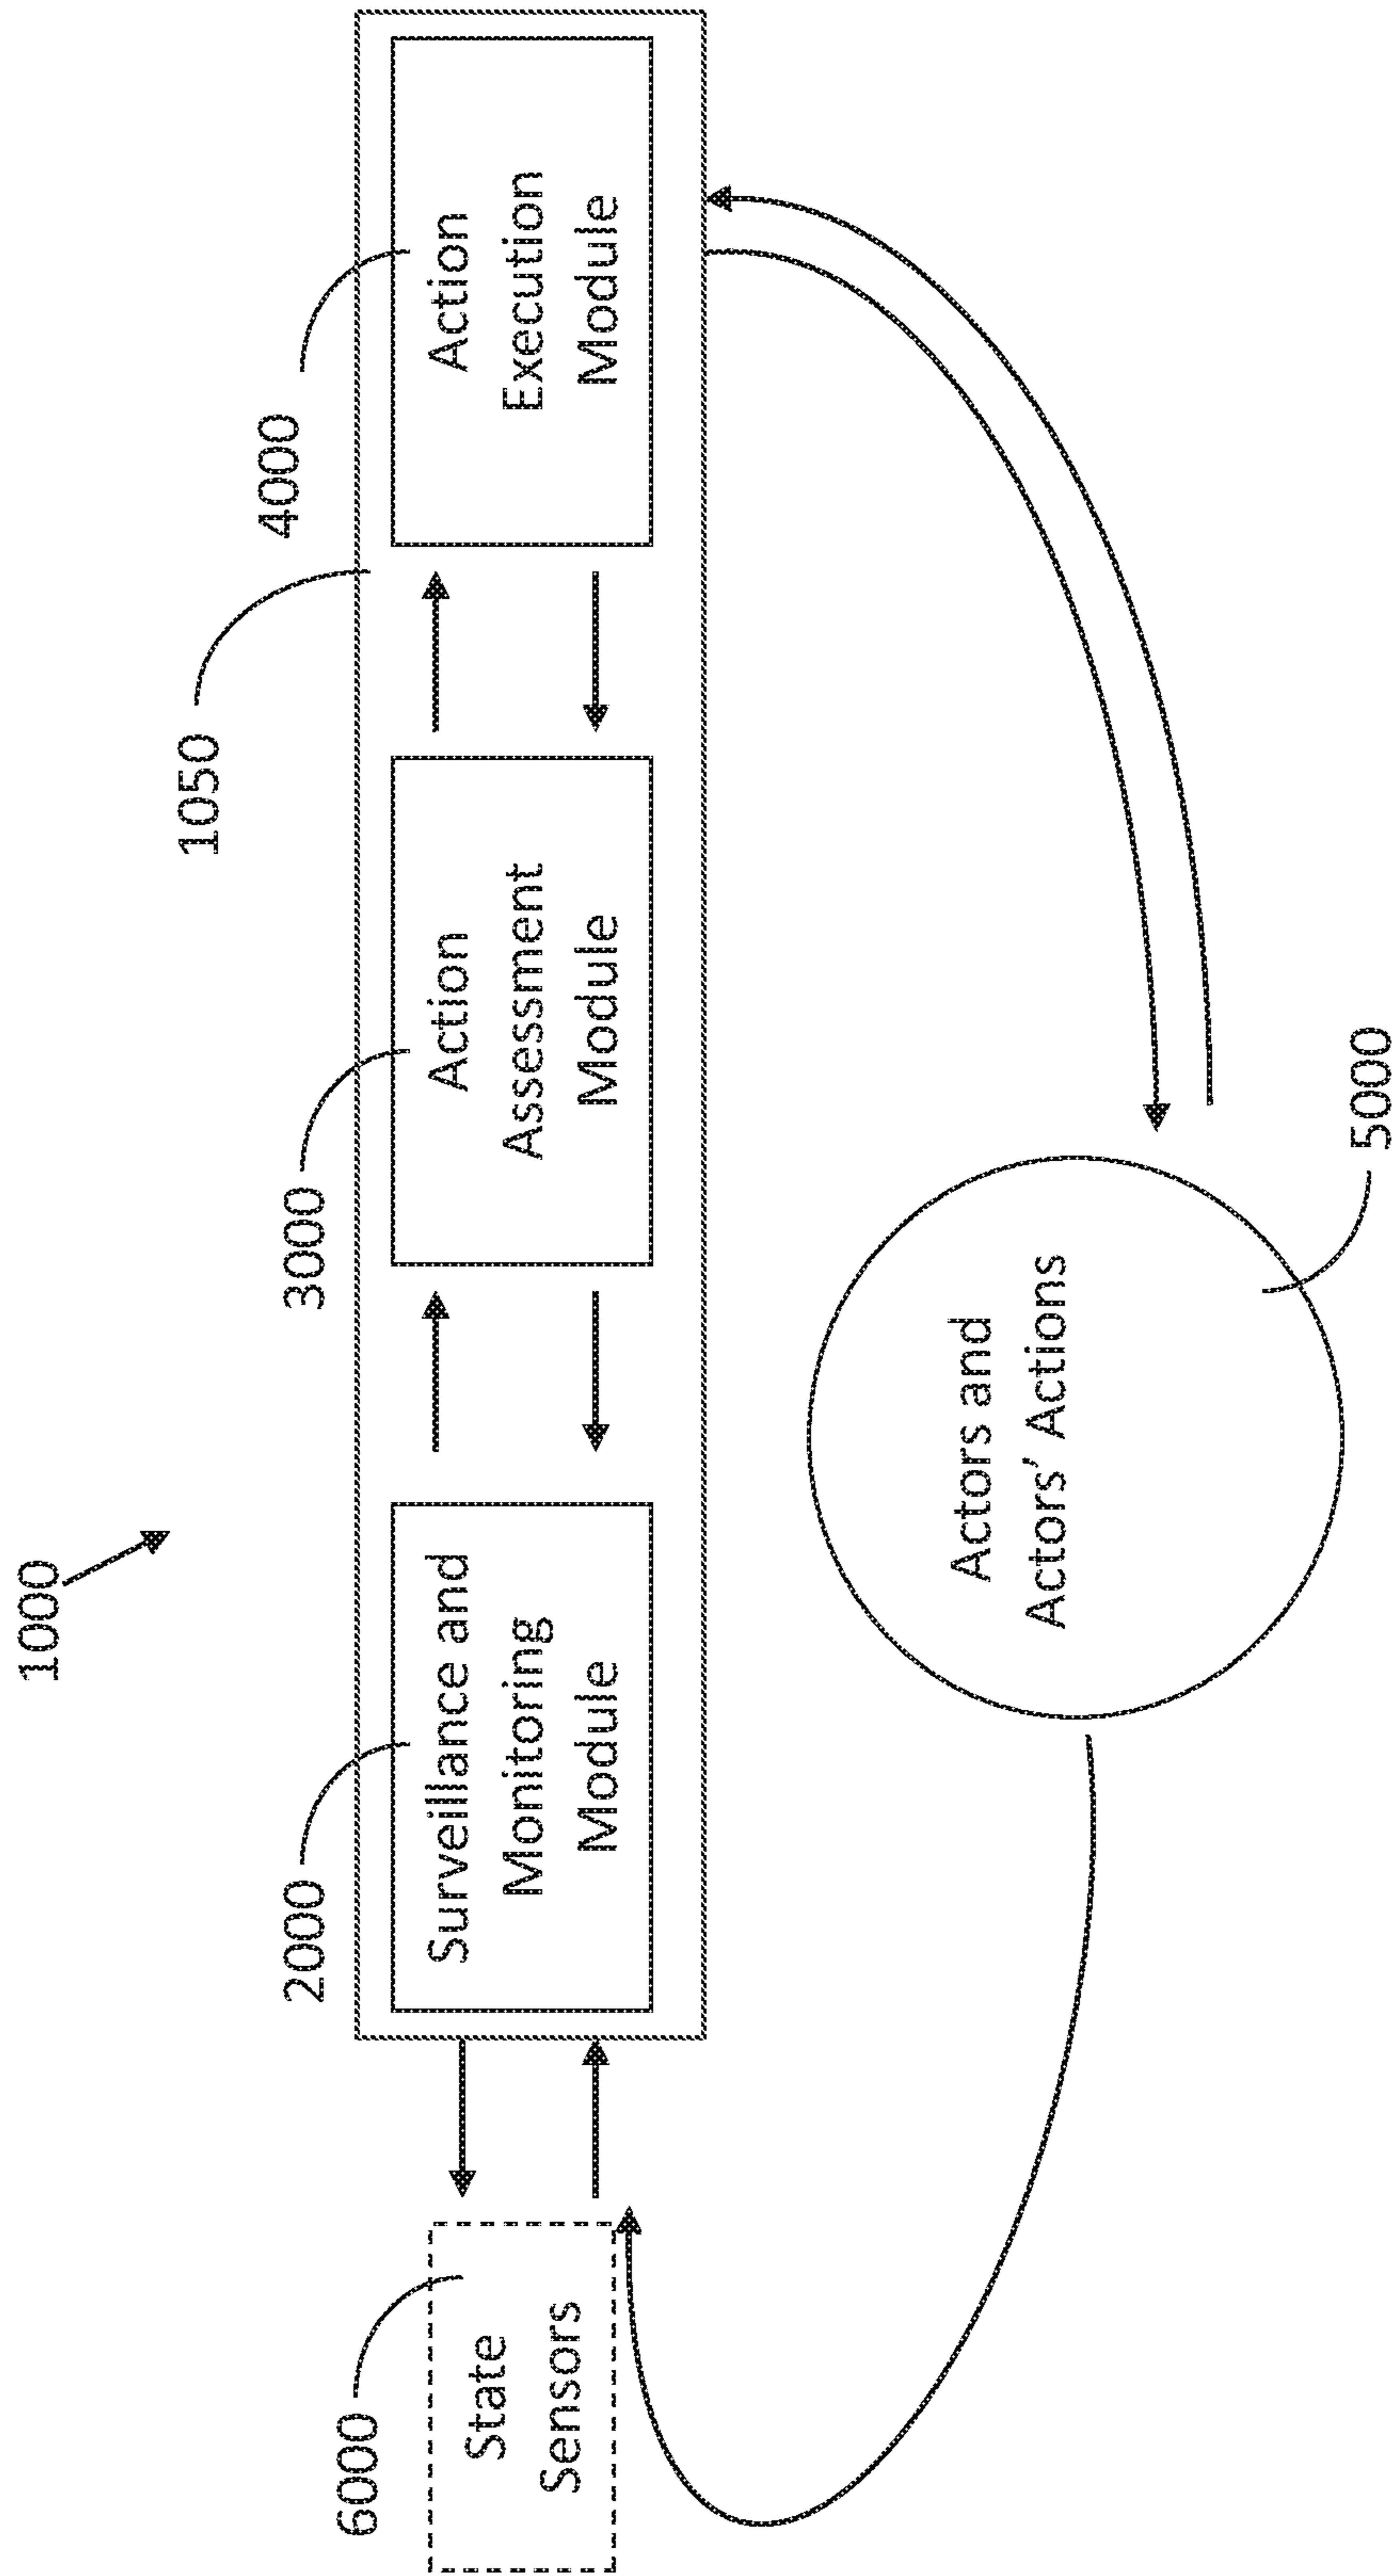 1000
1050
6000
2000
3000
4000
State
Sensors
Surveillance and
Monitoring
Module
Action
Assessment
Module
Action
Execution
Module
Actors and
Actors’ Actions
5000